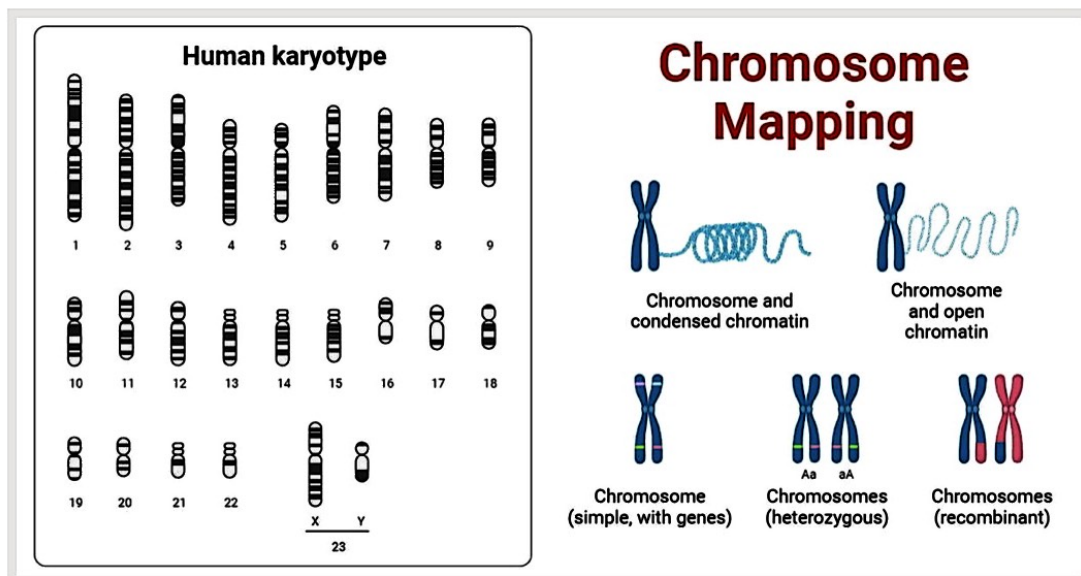 Human karyotype
1 2 3 4 5 6 7 8 9
10 11 12 13 14 15 16 17 18
19 20 21 22 X Y
23
Chromosome
Mapping
Chromosome and
condensed chromatin
Chromosome
and open
chromatin
Chromosome
(simple, with genes)
Aa aA
Chromosomes
(heterozygous)
Chromosomes
(recombinant)